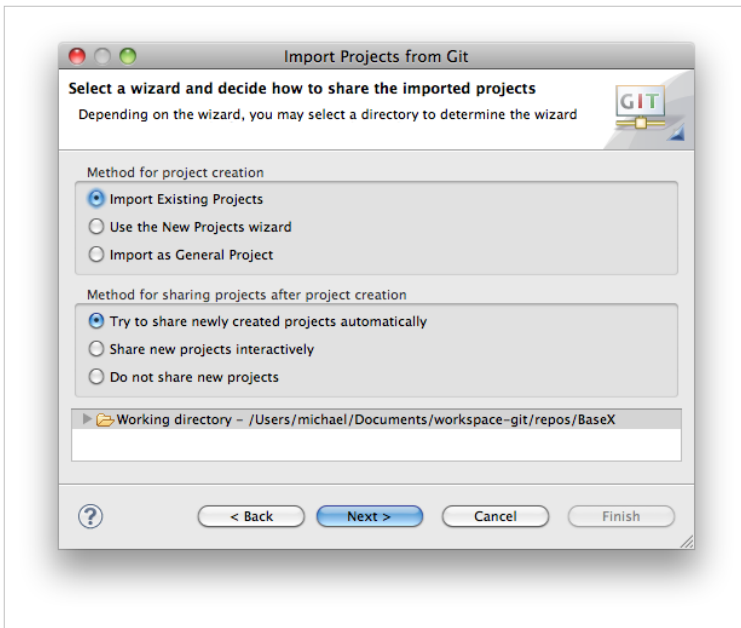 Import Projects from Git
Select a wizard and decide how to share the imported projects
Depending on the wizard, you may select a directory to determine the wizard
GIT
Method for project creation
Import Existing Projects
Use the New Projects wizard
Import as General Project
Method for sharing projects after project creation
Try to share newly created projects automatically
Share new projects interactively
Do not share new projects
Working directory – /Users/michael/Documents/workspace-git/repos/BaseX
? < Back Next > Cancel Finish